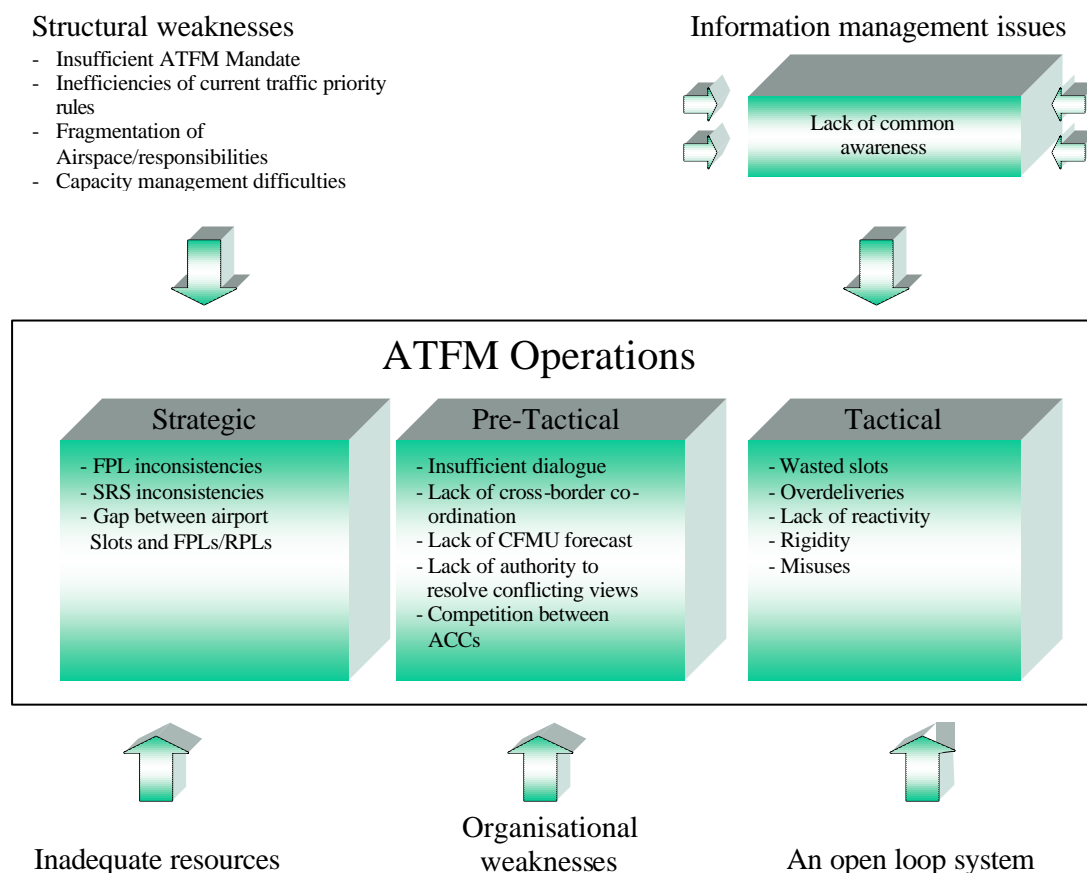 Structural weaknesses
- Insufficient ATFM Mandate
- Inefficiencies of current traffic priority
rules
- Fragmentation of
Airspace/responsibilities
- Capacity management difficulties
Information management issues
Lack of common
awareness
ATFM Operations
Strategic
- FPL inconsistencies
- SRS inconsistencies
- Gap between airport
Slots and FPLs/RPLs
Pre-Tactical
- Insufficient dialogue
- Lack of cross-border co-
ordination
- Lack of CFMU forecast
- Lack of authority to
resolve conflicting views
- Competition between
ACCs
Tactical
- Wasted slots
- Overdeliveries
- Lack of reactivity
- Rigidity
- Misuses
Inadequate resources
Organisational
weaknesses
An open loop system